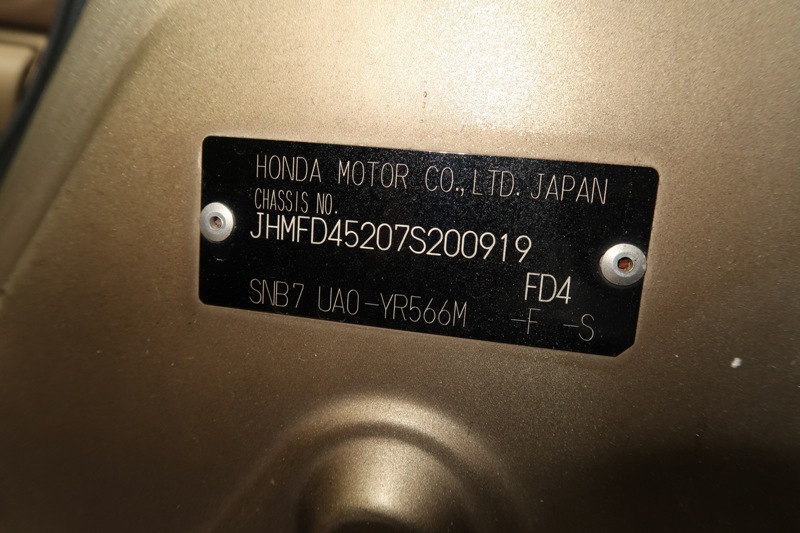 HONDA MOTOR CO.,LTD. JAPAN
CHASSIS NO.
JHMFD45207S200919
FD4
SNB7 UA0-YR566M -F -S